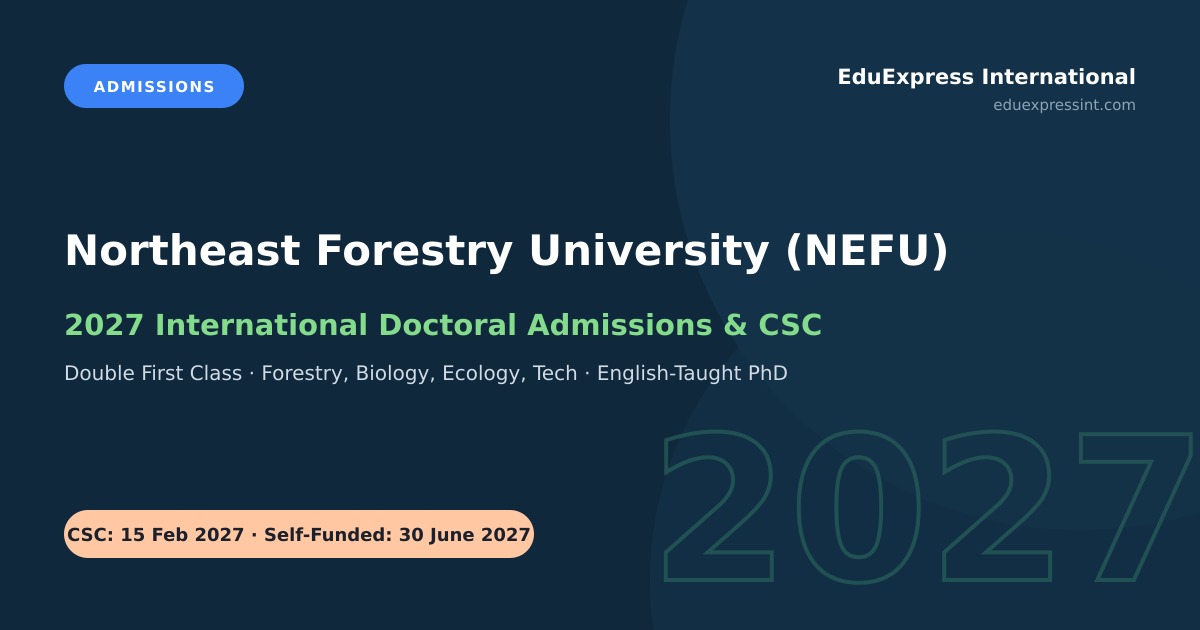 ADMISSIONS
EduExpress International
eduexpressint.com
Northeast Forestry University (NEFU)
2027 International Doctoral Admissions & CSC
Double First Class · Forestry, Biology, Ecology, Tech · English-Taught PhD
2027
CSC: 15 Feb 2027 · Self-Funded: 30 June 2027